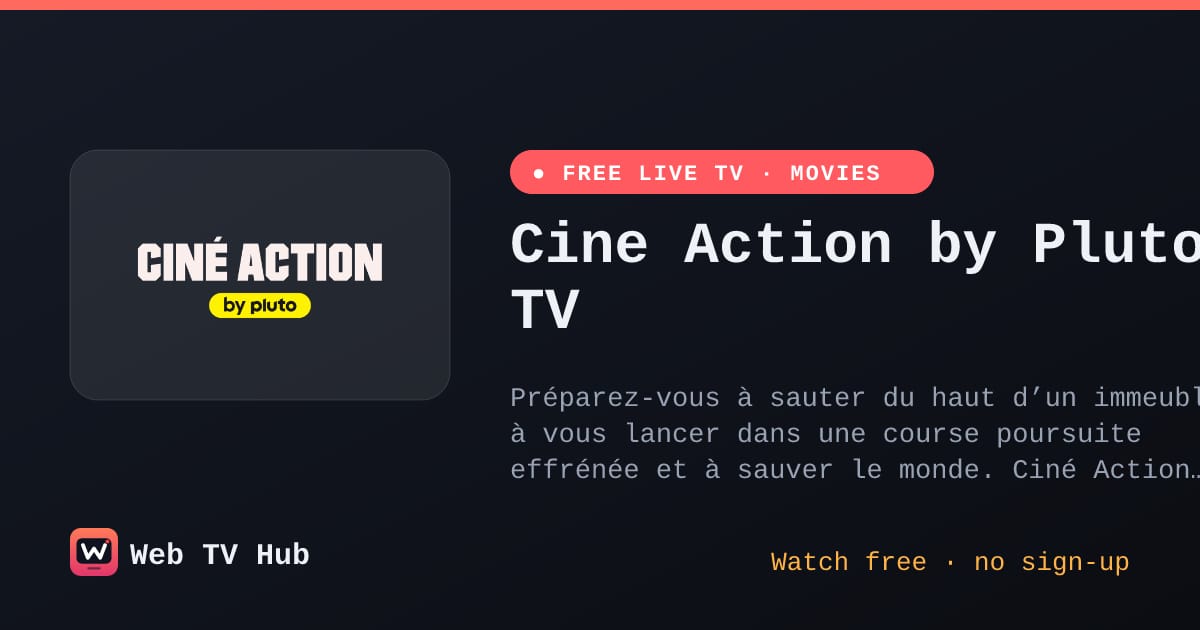 CINÉ ACTION
by pluto
● FREE LIVE TV · MOVIES
Cine Action by Pluto
TV
Préparez-vous à sauter du haut d’un
à vous lancer dans une course poursuite
effrénée et à sauver le monde. Ciné Action…
Web TV Hub
Watch free · no sign-up